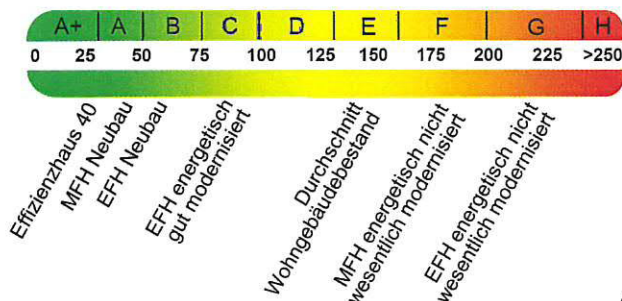 A+ A B C D E F G H
0 25 50 75 100 125 150 175 200 225 >250
Effizienzhaus 40
MFH Neubau
EFH Neubau
EFH energetisch
gut modernisiert
Durchschnitt
Wohngebäudebestand
MFH energetisch nicht
wesentlich modernisiert
EFH energetisch nicht
wesentlich modernisiert